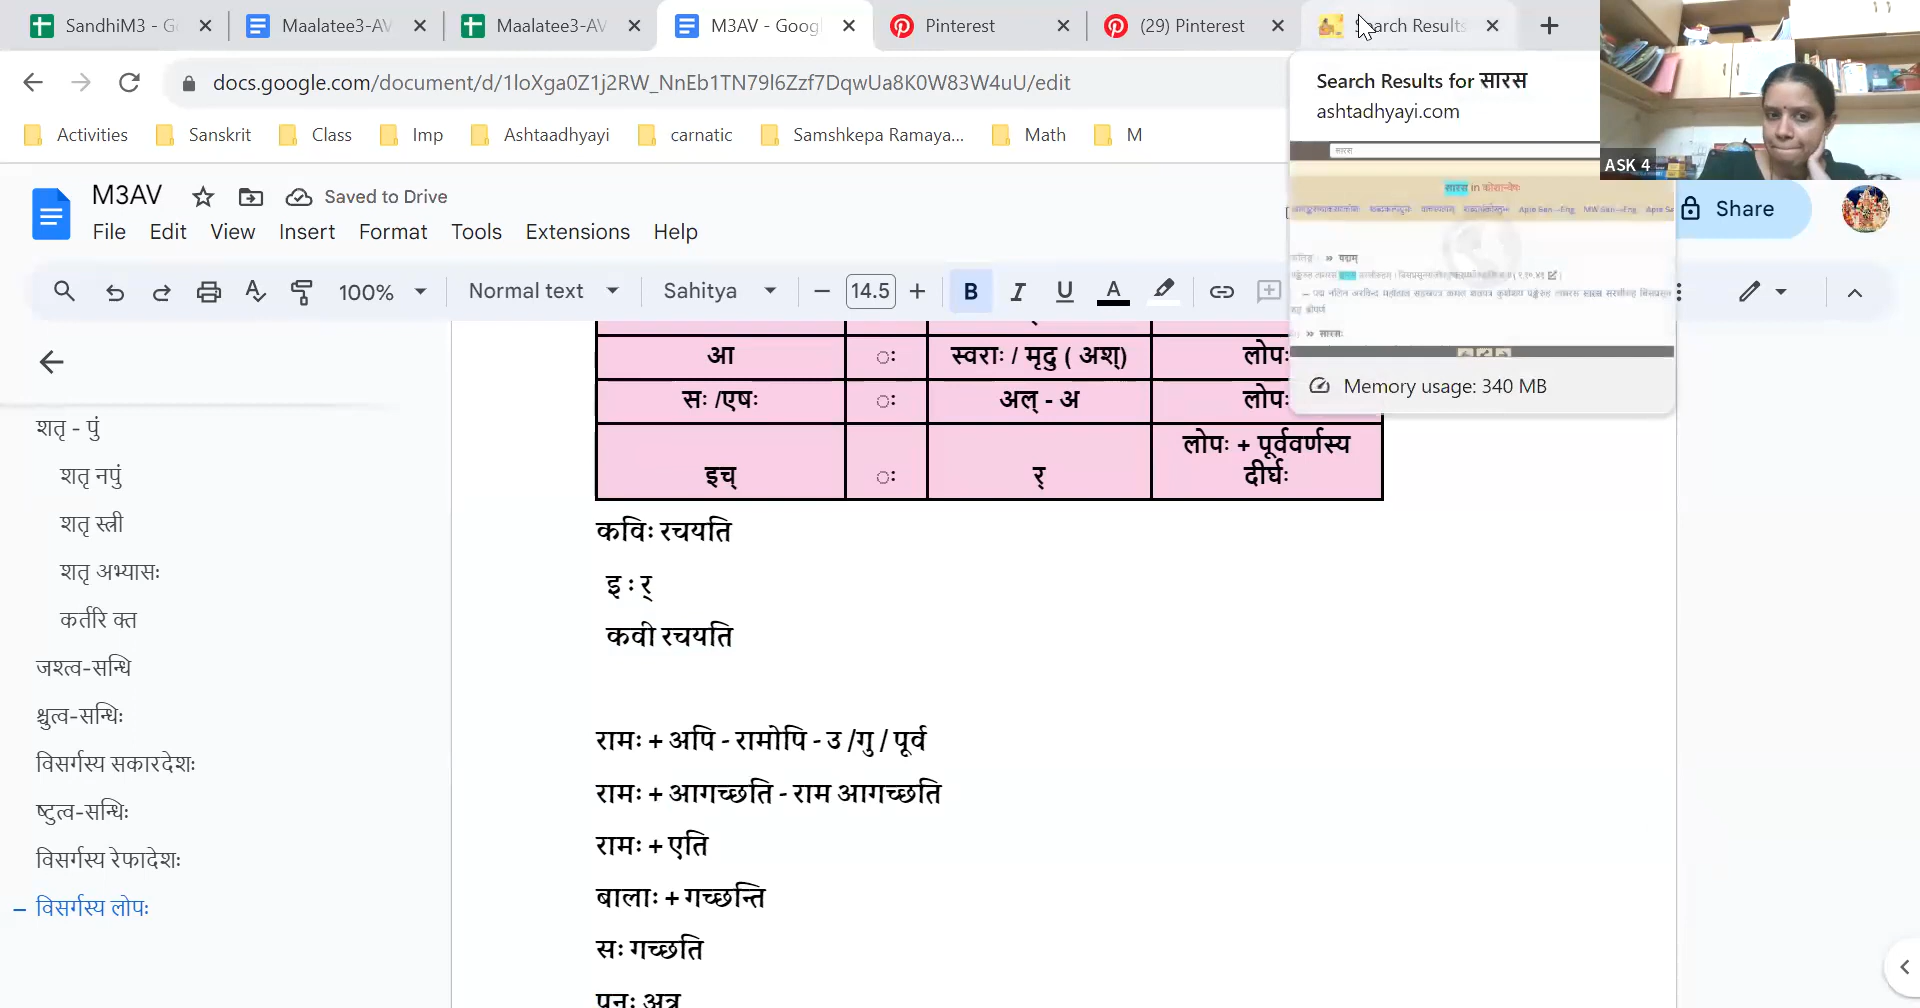 SandhiM3 - G
Maalatee3-AV
Maalatee3-AV
M3AV - Goog
Pinterest
(29) Pinterest
Search Results
docs.google.com/document/d/1loXga0Z1j2RW_NnEb1TN79l6Zzf7DqwUa8K0W83W4uU/edit
Search Results for सारस
ashtadhyayi.com
Activities
Sanskrit
Class
Imp
Ashtaadhyayi
carnatic
Samshkepa Ramaya...
Math
M
ASK 4
सारस
सारस in कोशान्वेषः
M3AV
Saved to Drive
Share
File Edit View Insert Format Tools Extensions Help
100%
Normal text
Sahitya
14.5
B I U A
Memory usage: 340 MB
आ ः स्वराः / मृदु ( अश्) लोपः
सः /एषः ः अल् - अ लोपः
इच् ः र् लोपः + पूर्ववर्णस्य
दीर्घः
शतृ - पुं
शतृ नपुं
शतृ स्त्री
शतृ अभ्यासः
कर्तरि क्त
जश्त्व-सन्धि
श्चुत्व-सन्धिः
विसर्गस्य सकारदेशः
ष्टुत्व-सन्धिः
विसर्गस्य रेफादेशः
विसर्गस्य लोपः
कविः रचयति
इ : र्
कवी रचयति
रामः + अपि - रामोपि - उ /गु / पूर्व
रामः + आगच्छति - राम आगच्छति
रामः + एति
बालाः + गच्छन्ति
सः गच्छति
पुनः अत्र